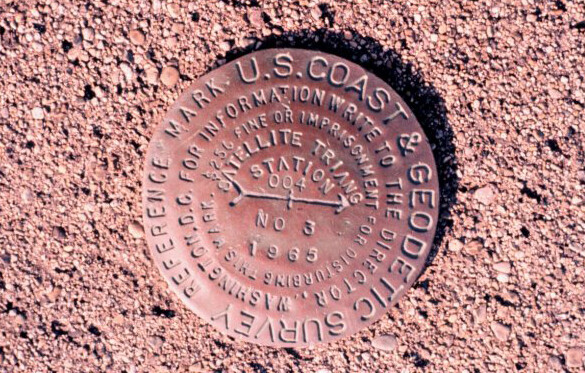 U.S. COAST & GEODETIC SURVEY REFERENCE MARK
FOR INFORMATION WRITE TO THE DIRECTOR, WASHINGTON, D.C.
$250 FINE OR IMPRISONMENT FOR DISTURBING THIS MARK.
SATELLITE TRIANG
STATION
004
NO 3
1965